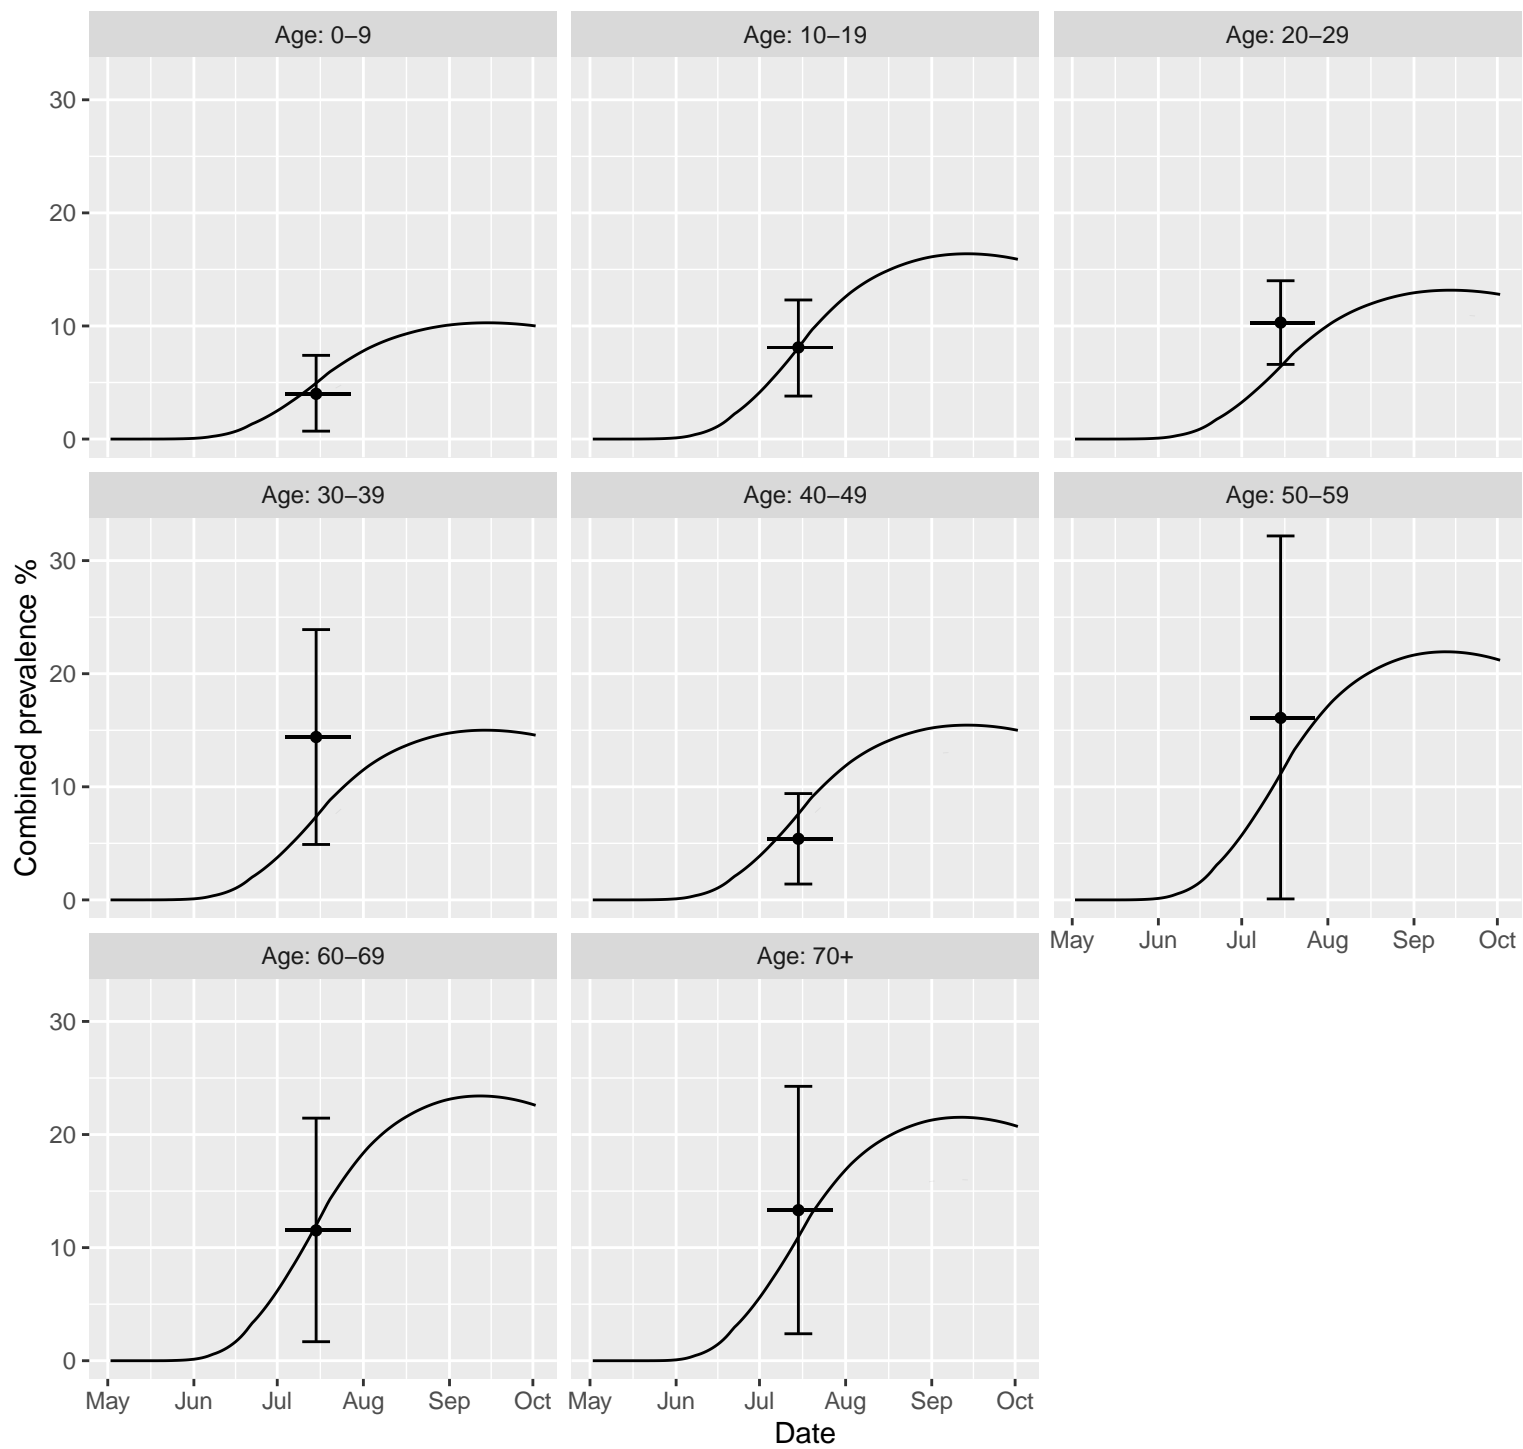 Age: 0–9
Age: 10–19
Age: 20–29
30
20
10
0
Age: 30–39
Age: 40–49
Age: 50–59
30
20
10
0
May Jun Jul Aug Sep Oct
Age: 60–69
Age: 70+
30
20
10
0
May Jun Jul Aug Sep Oct
May Jun Jul Aug Sep Oct
Date
Combined prevalence %